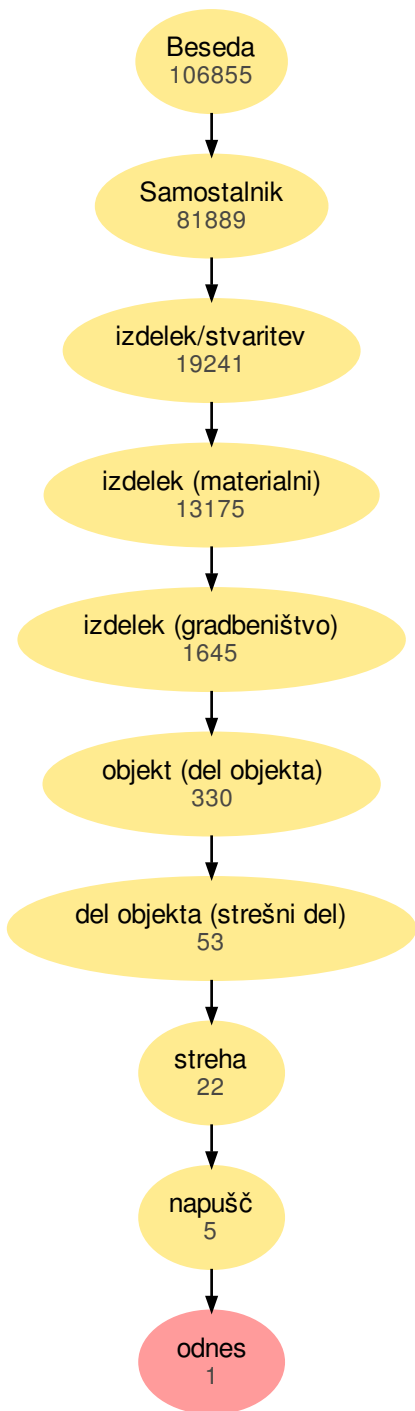 Beseda
106855
Samostalnik
81889
izdelek/stvaritev
19241
izdelek (materialni)
13175
izdelek (gradbeništvo)
1645
objekt (del objekta)
330
del objekta (strešni del)
53
streha
22
napušč
5
odnes
1